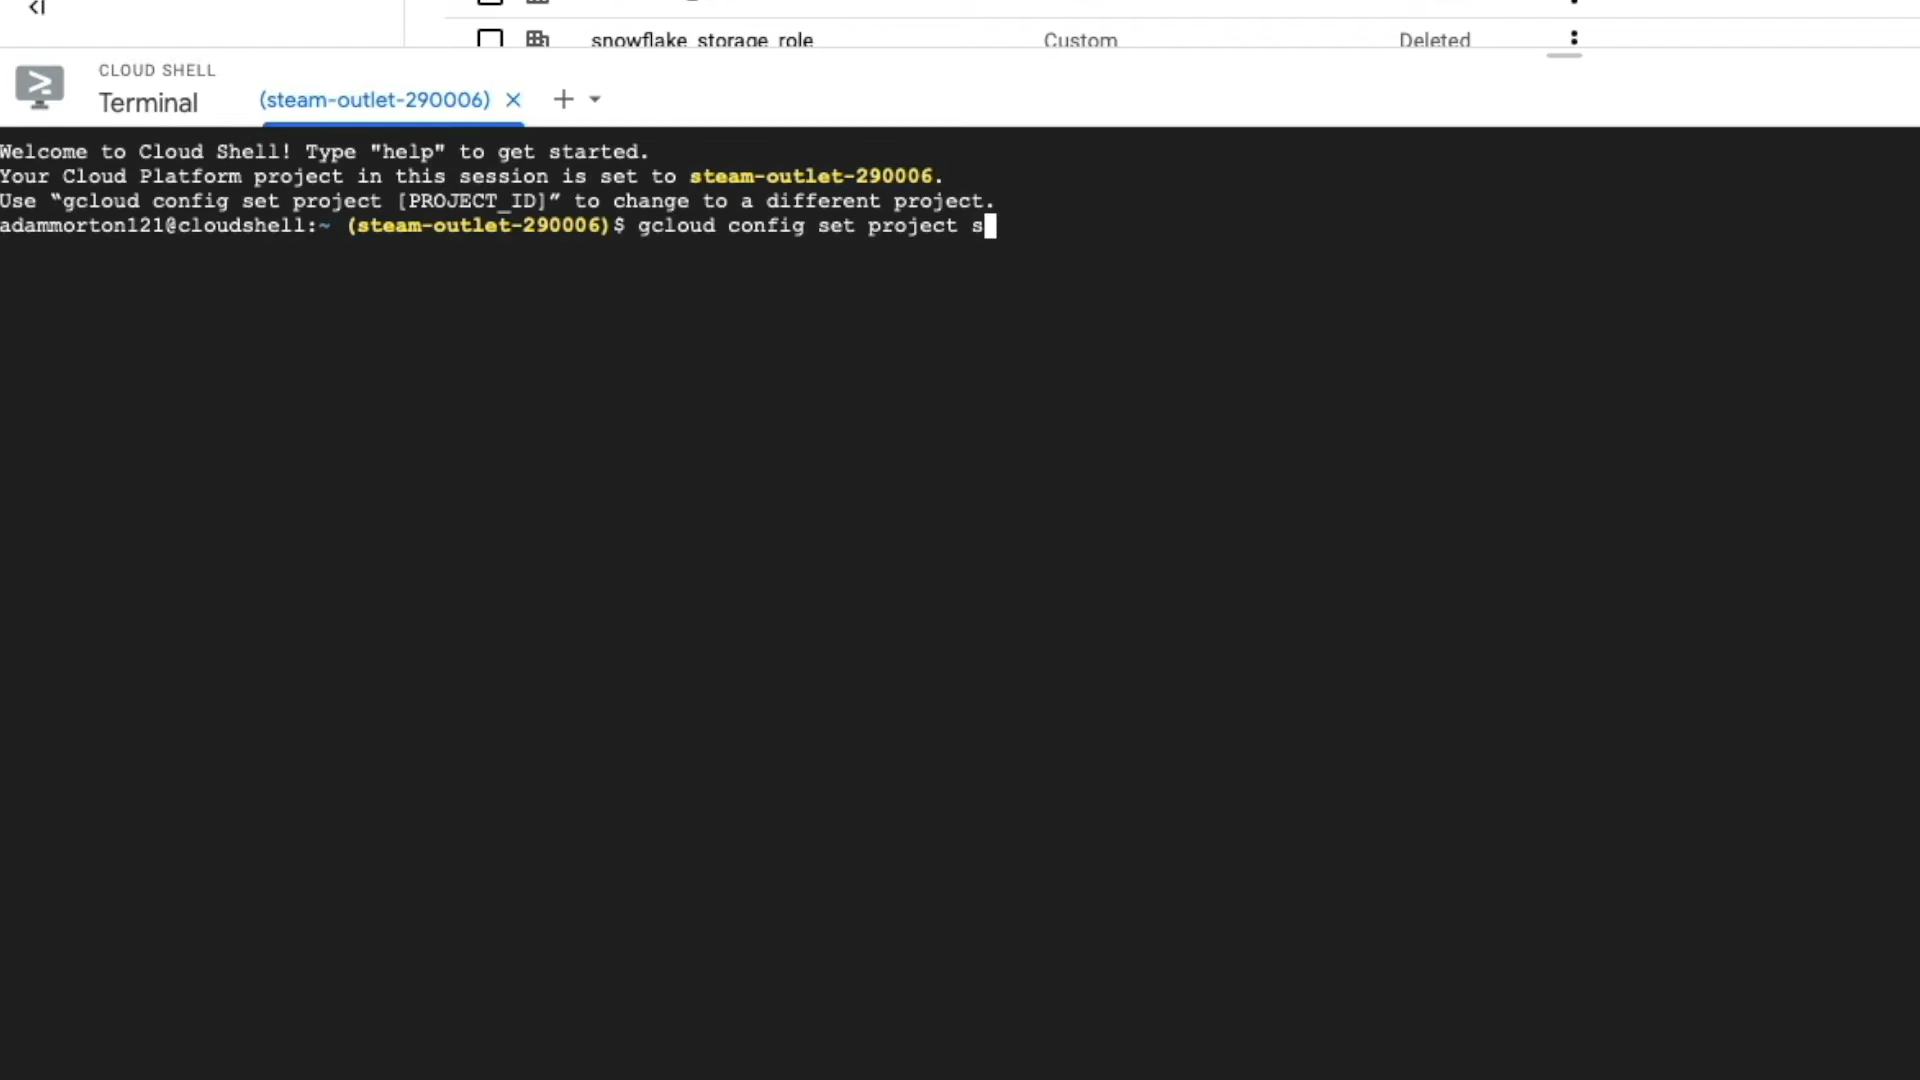 snowflake_storage_role Custom Deleted
CLOUD SHELL
Terminal
(steam-outlet-290006)
Welcome to Cloud Shell! Type "help" to get started.
Your Cloud Platform project in this session is set to steam-outlet-290006.
Use “gcloud config set project [PROJECT_ID]” to change to a different project.
adammorton121@cloudshell:~ (steam-outlet-290006)$ gcloud config set project s